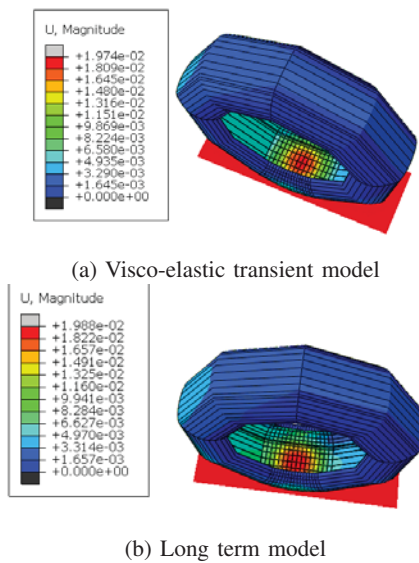 U, Magnitude
+1.974e-02
+1.809e-02
+1.645e-02
+1.480e-02
+1.316e-02
+1.151e-02
+9.869e-03
+8.224e-03
+6.580e-03
+4.935e-03
+3.290e-03
+1.645e-03
+0.000e+00
(a) Visco-elastic transient model
U, Magnitude
+1.988e-02
+1.822e-02
+1.657e-02
+1.491e-02
+1.325e-02
+1.160e-02
+9.941e-03
+8.284e-03
+6.627e-03
+4.970e-03
+3.314e-03
+1.657e-03
+0.000e+00
(b) Long term model